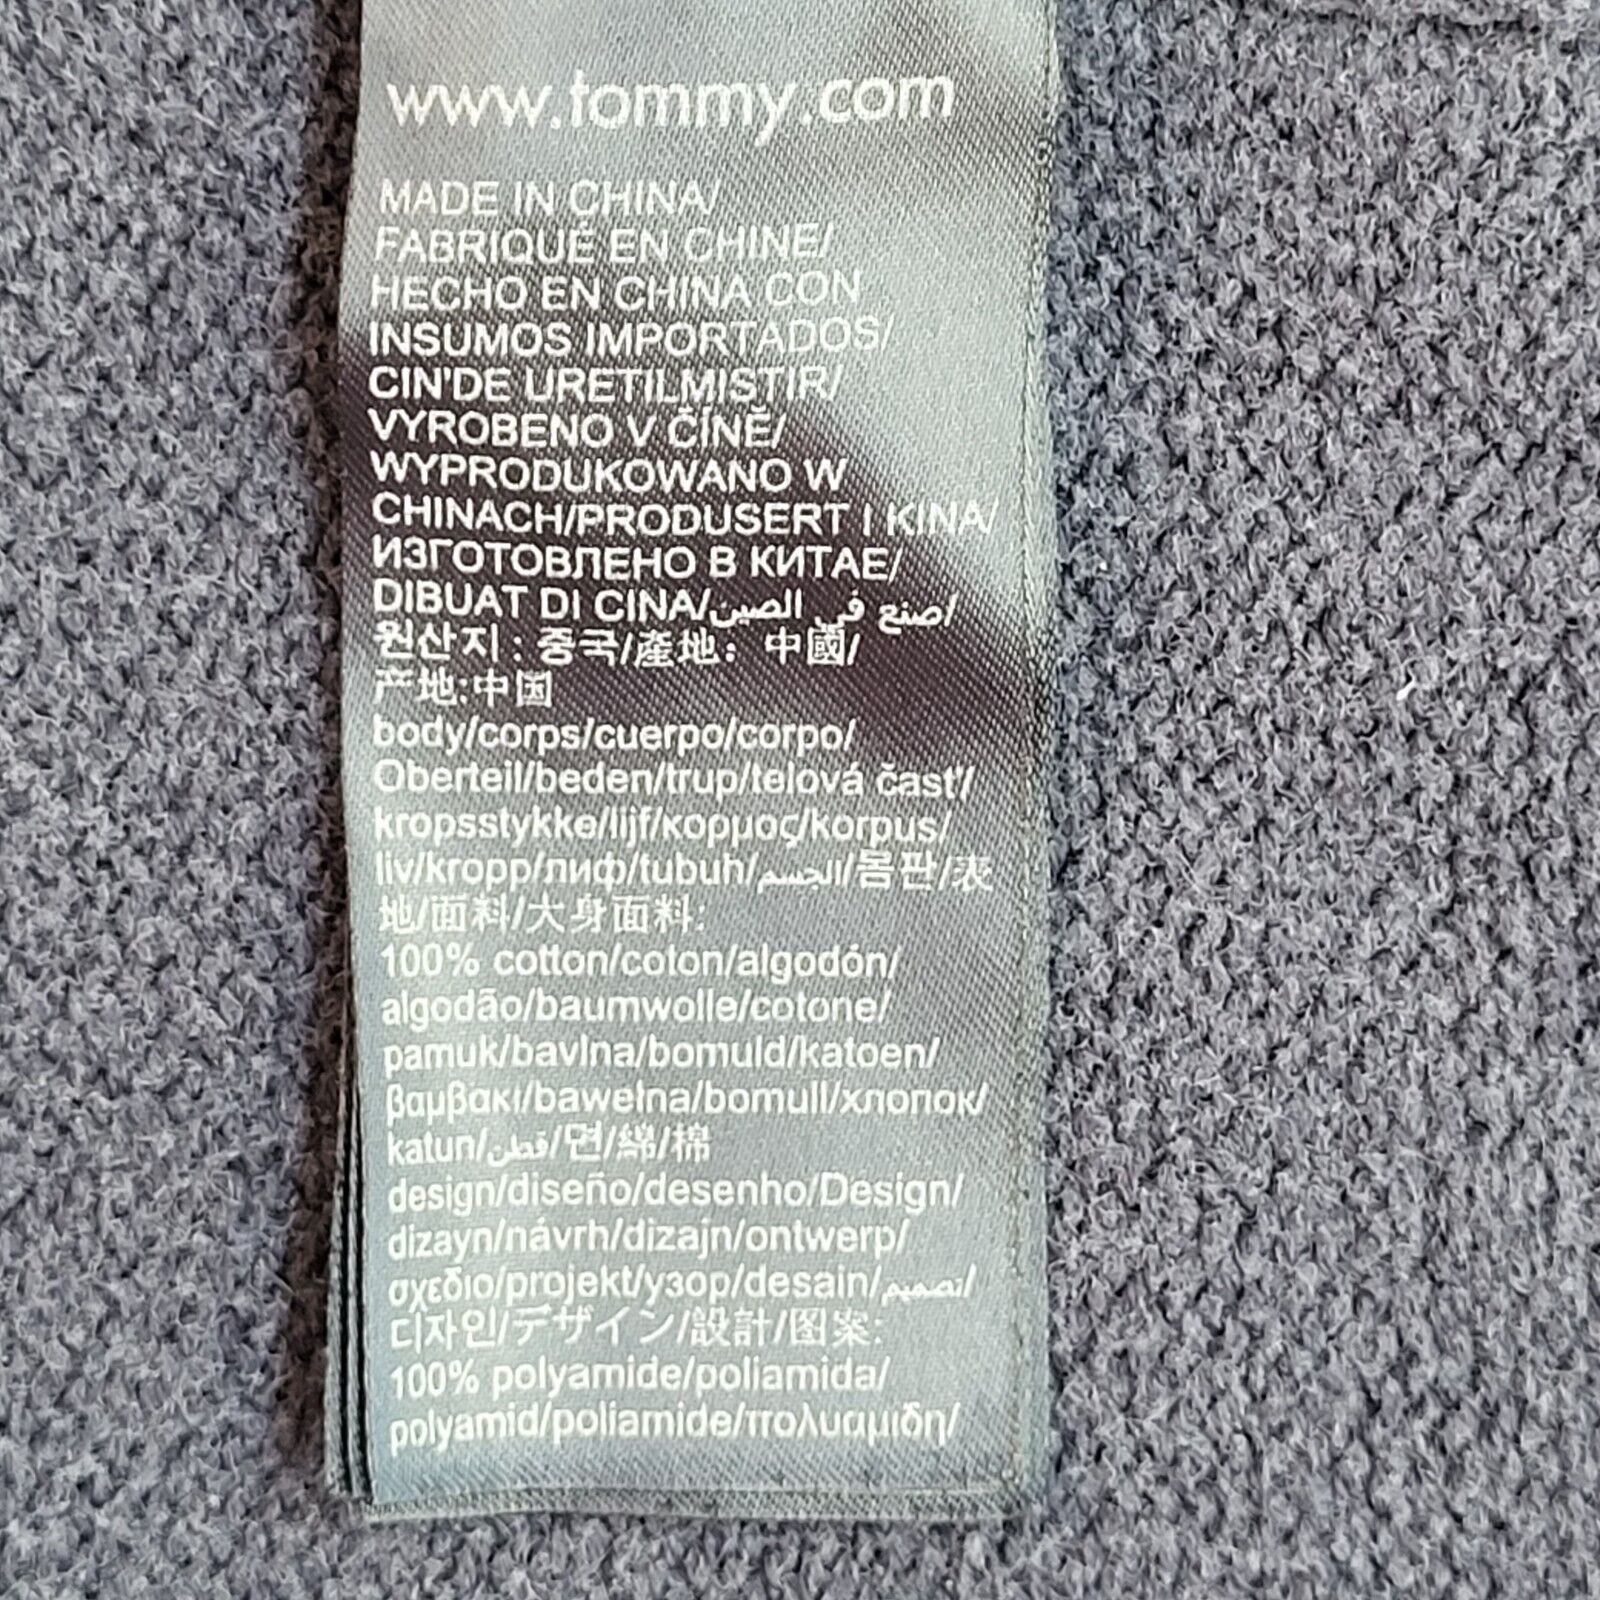 www.tommy.com
MADE IN CHINA/
FABRIQUÉ EN CHINE/
HECHO EN CHINA CON
INSUMOS IMPORTADOS/
CIN'DE URETILMISTIR/
VYROBENO V ČÍNĚ/
WYPRODUKOWANO W
CHINACH/PRODUSERT I KINA/
ИЗГОТОВЛЕНО В КИТАЕ/
DIBUAT DI CINA/صنع في الصين/
원산지 : 중국/產地：中國/
产地:中国
body/corps/cuerpo/corpo/
Oberteil/beden/trup/telová časť/
kropsstykke/lijf/κορμος/korpus/
liv/kropp/лиф/tubuh/الجسم/몸판/表
地/面料/大身面料:
100% cotton/coton/algodón/
algodão/baumwolle/cotone/
pamuk/bavlna/bomuld/katoen/
βαμβακι/bawełna/bomull/хлопок/
katun/قطن/면/綿/棉
design/diseño/desenho/Design/
dizayn/návrh/dizajn/ontwerp/
σχεδιο/projekt/узор/desain/تصميم/
디자인/デザイン/設計/图案:
100% polyamide/poliamida/
polyamid/poliamide/πολυαμιδη/